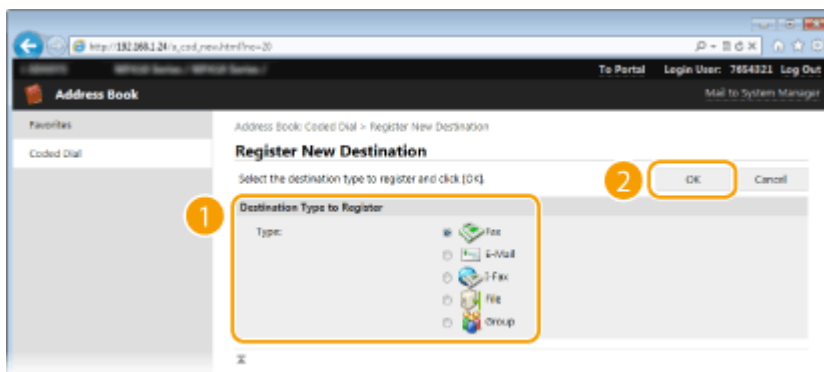 http://192.168.1.24/a_cod_new.html?no=20
To Portal Login User: 7654321 Log Out
Address Book
Mail to System Manager
Favorites
Coded Dial
Address Book: Coded Dial > Register New Destination
Register New Destination
Select the destination type to register and click [OK].
2
OK
Cancel
1
Destination Type to Register
Type:
Fax
E-Mail
I-Fax
File
Group